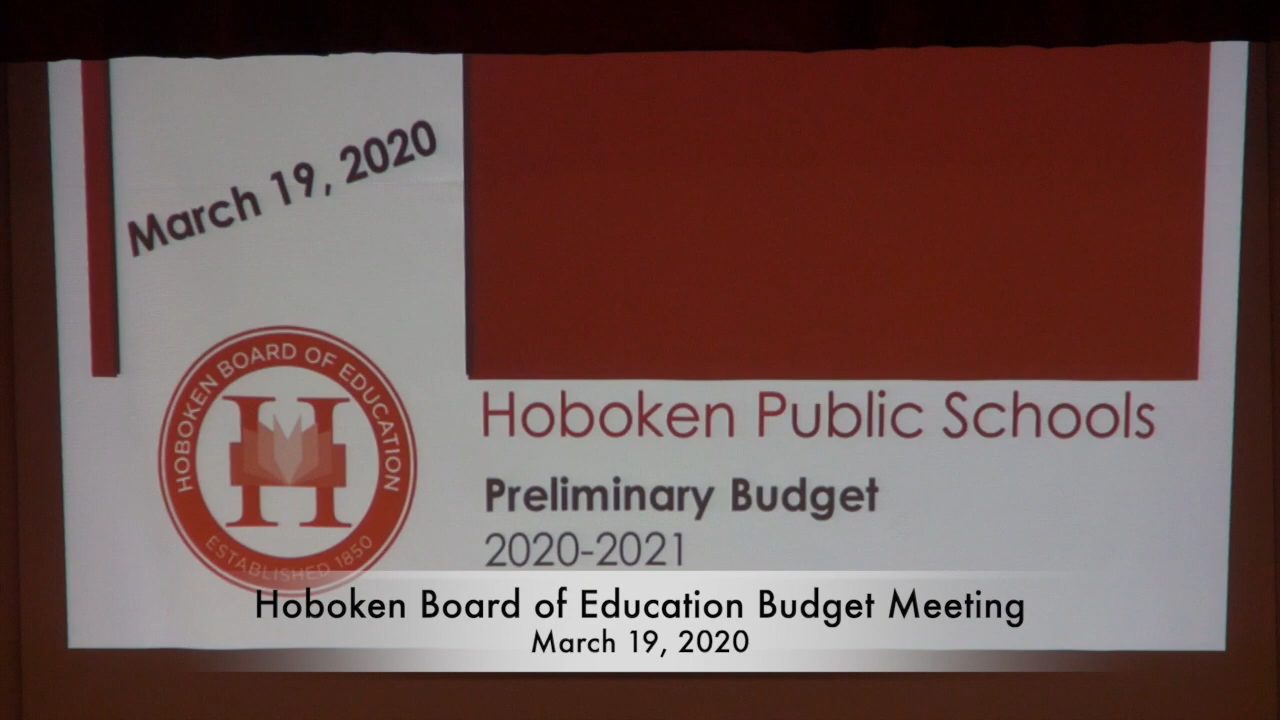 March 19, 2020
HOBOKEN BOARD OF EDUCATION
H
ESTABLISHED 1850
Hoboken Public Schools
Preliminary Budget
2020-2021
Hoboken Board of Education Budget Meeting
March 19, 2020